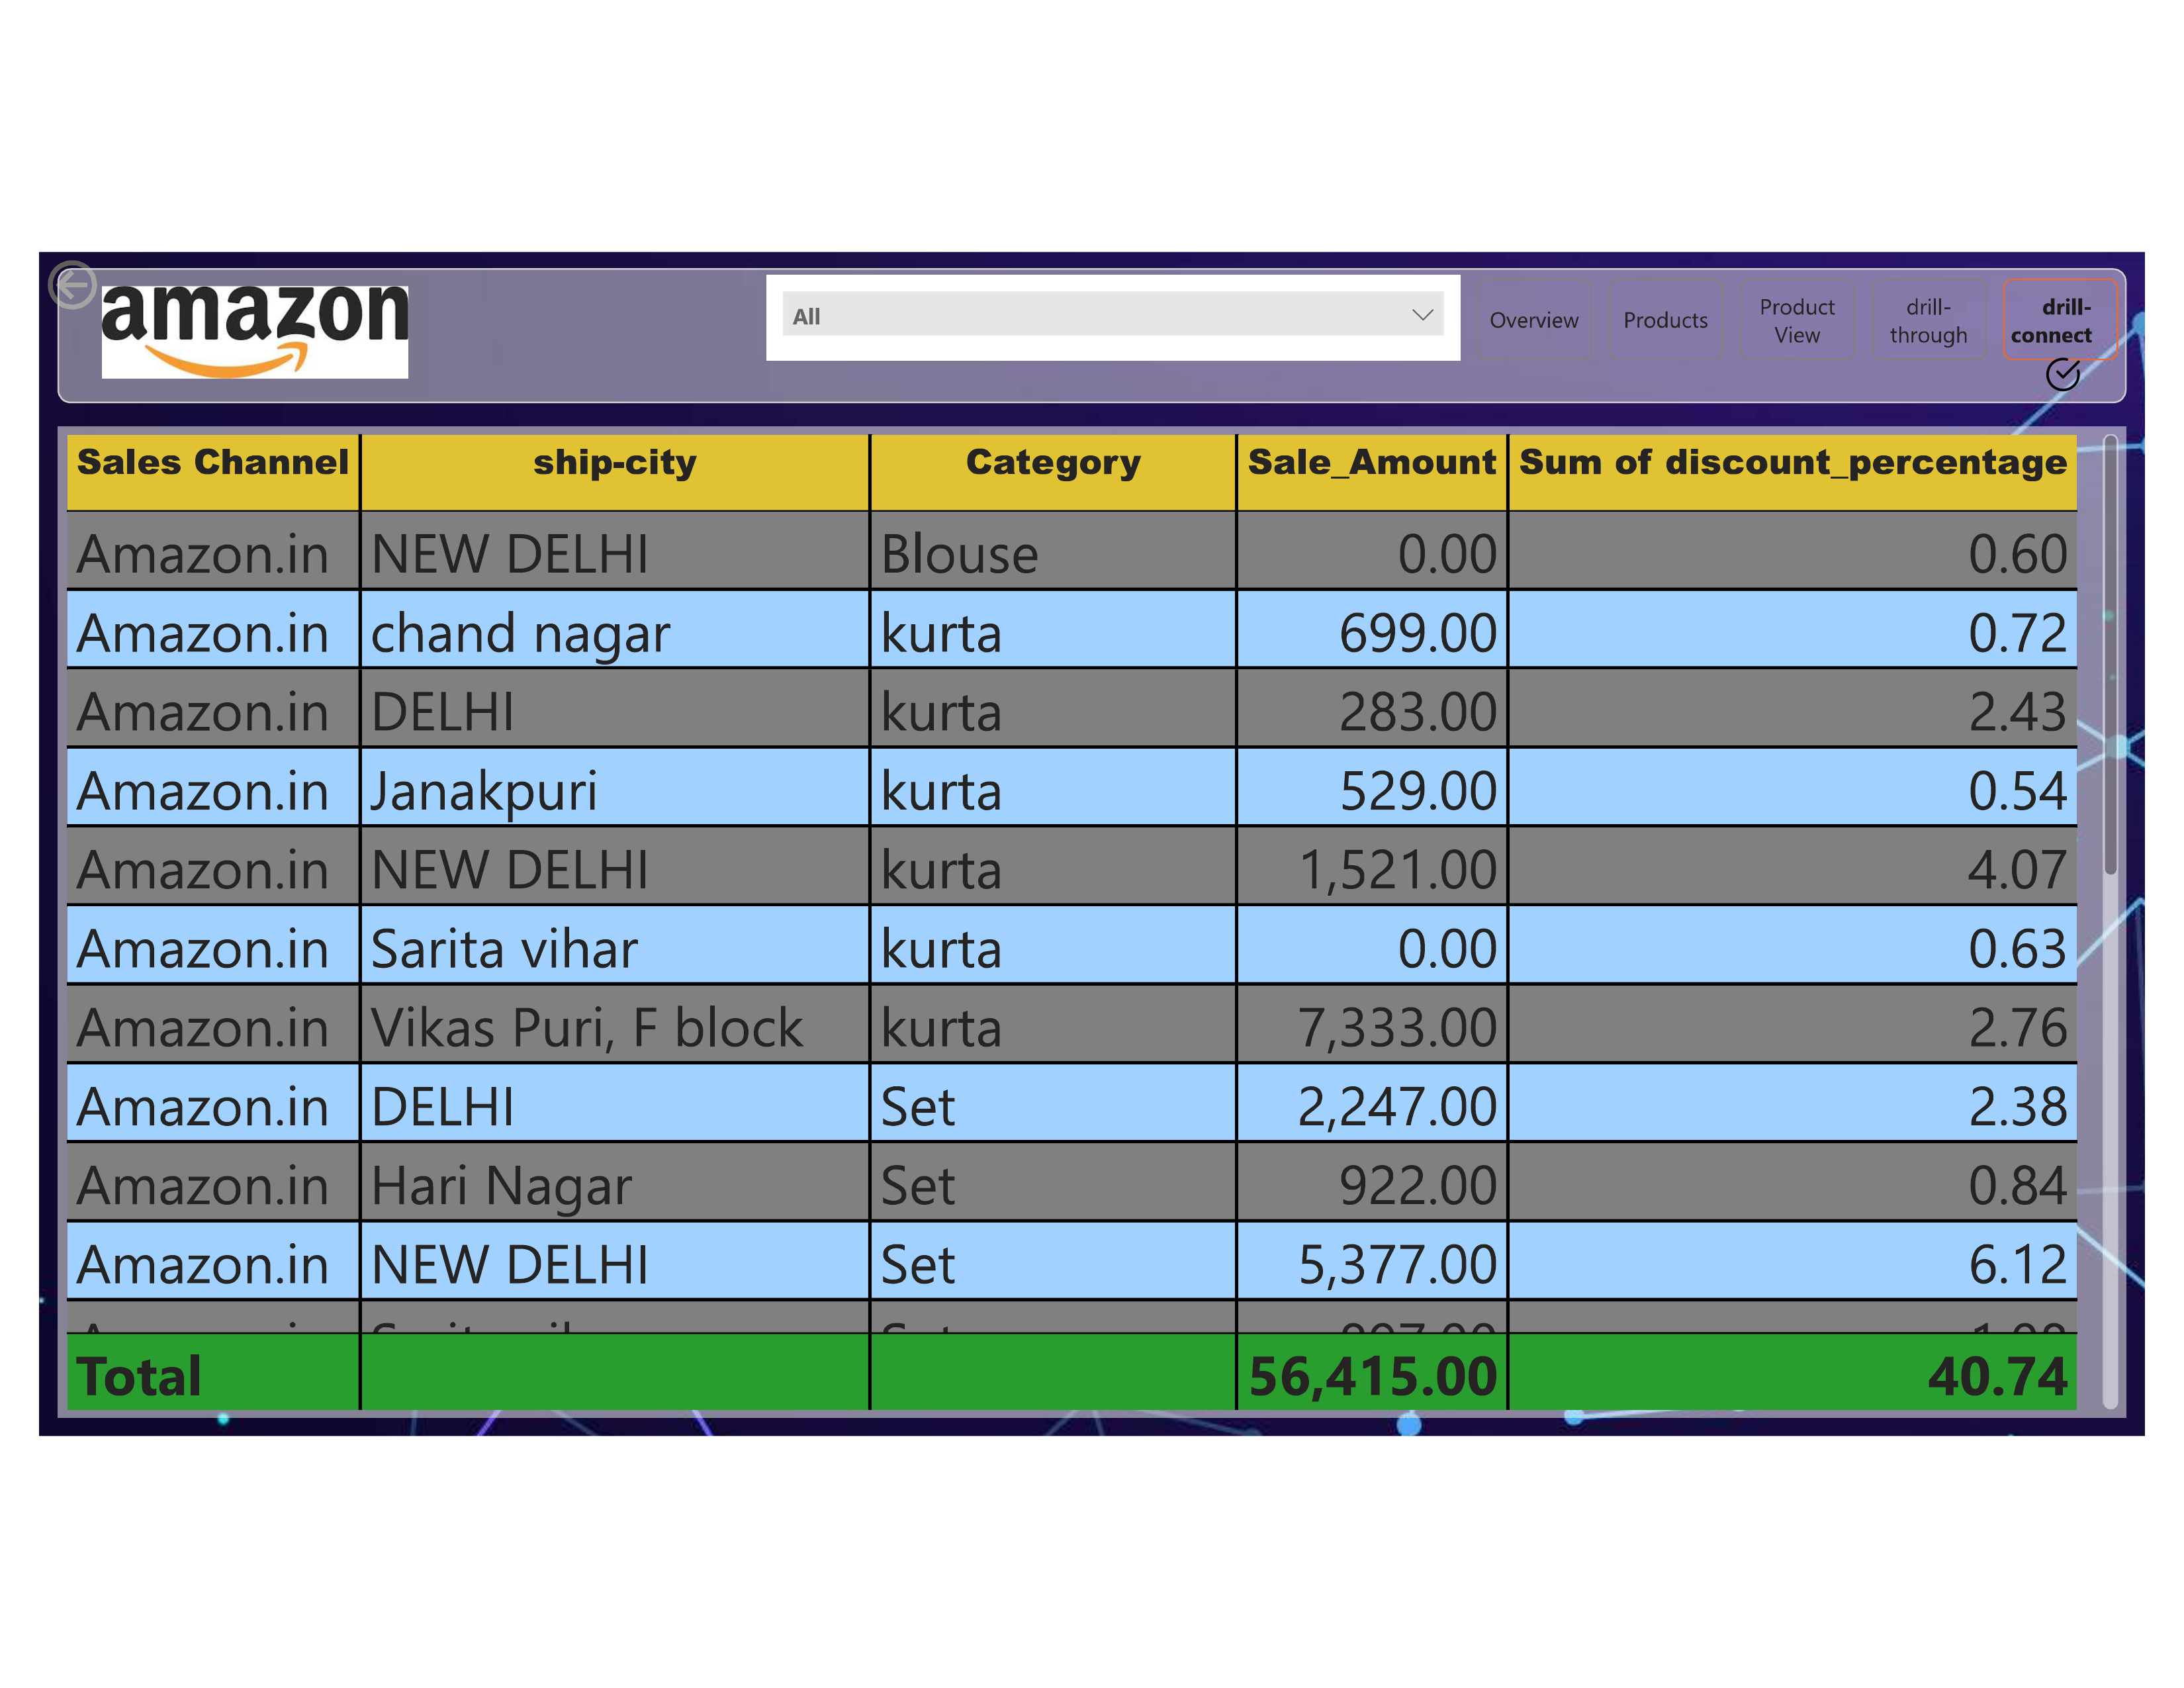 amazon
All
Overview
Products
Product View
drill-through
drill-connect
Sales Channel ship-city Category Sale_Amount Sum of discount_percentage
Amazon.in NEW DELHI Blouse 0.00 0.60
Amazon.in chand nagar kurta 699.00 0.72
Amazon.in DELHI kurta 283.00 2.43
Amazon.in Janakpuri kurta 529.00 0.54
Amazon.in NEW DELHI kurta 1,521.00 4.07
Amazon.in Sarita vihar kurta 0.00 0.63
Amazon.in Vikas Puri, F block kurta 7,333.00 2.76
Amazon.in DELHI Set 2,247.00 2.38
Amazon.in Hari Nagar Set 922.00 0.84
Amazon.in NEW DELHI Set 5,377.00 6.12
Total 56,415.00 40.74